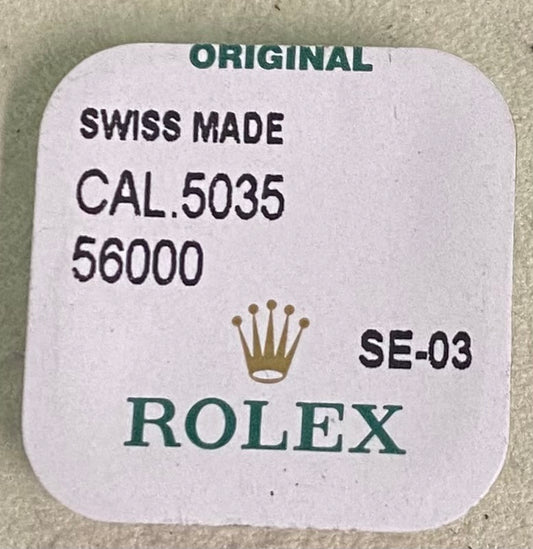 ORIGINAL
SWISS MADE
CAL.5035
56000
SE-03
ROLEX